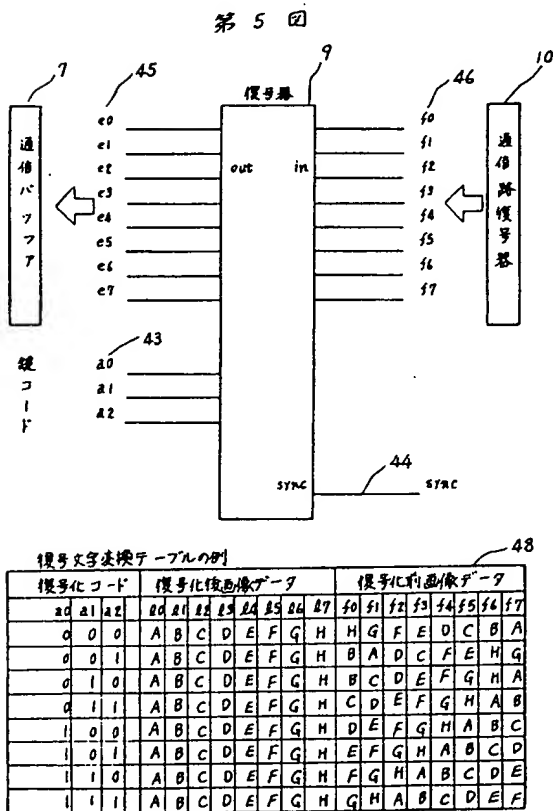 第5図
7
45
9
46
10
復号器
通信バッファ
e0
e1
e2
e3
e4
e5
e6
e7
out
in
f0
f1
f2
f3
f4
f5
f6
f7
通信路復号器
鍵コード
43
a0
a1
a2
sync
44
sync
復号文字変換テーブルの例
48
復号化コード 復号化後画像データ 復号化前画像データ
a0 a1 a2 e0 e1 e2 e3 e4 e5 e6 e7 f0 f1 f2 f3 f4 f5 f6 f7
0 0 0 A B C D E F G H H G F E D C B A
0 0 1 A B C D E F G H B A D C F E H G
0 1 0 A B C D E F G H B C D E F G H A
0 1 1 A B C D E F G H C D E F G H A B
1 0 0 A B C D E F G H D E F G H A B C
1 0 1 A B C D E F G H E F G H A B C D
1 1 0 A B C D E F G H F G H A B C D E
1 1 1 A B C D E F G H G H A B C D E F